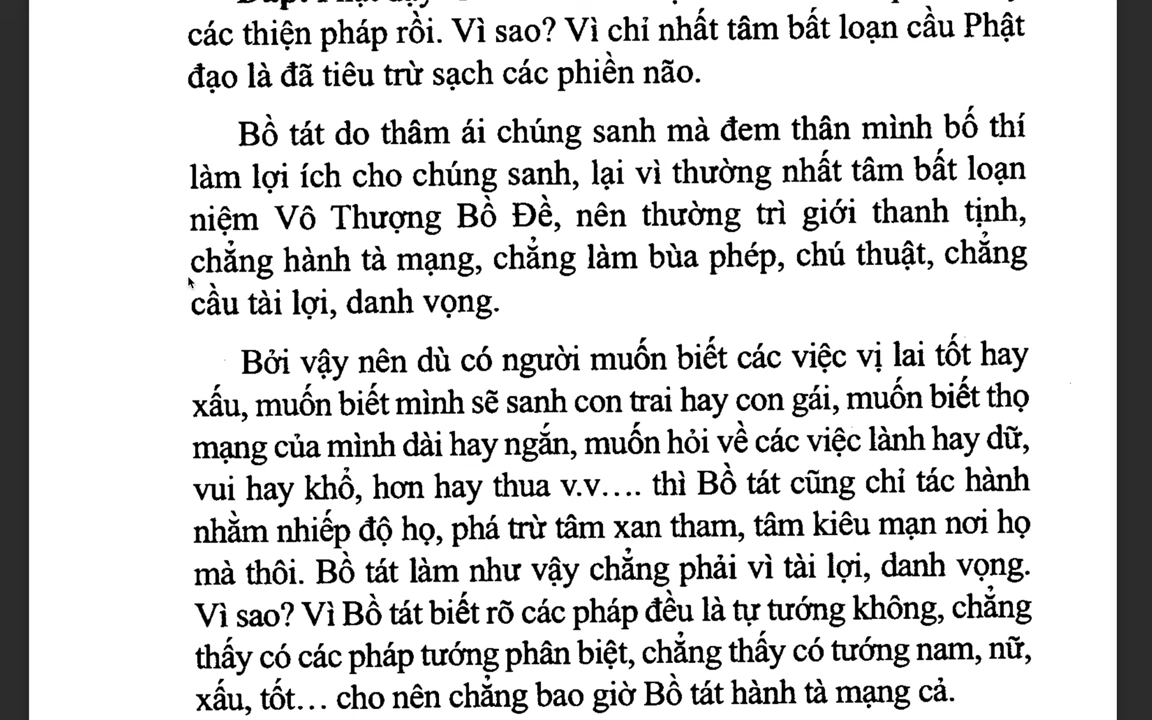 các thiện pháp rồi. Vì sao? Vì chỉ nhất tâm bất loạn cầu Phật
đạo là đã tiêu trừ sạch các phiền não.
Bồ tát do thâm ái chúng sanh mà đem thân mình bố thí
làm lợi ích cho chúng sanh, lại vì thường nhất tâm bất loạn
niệm Vô Thượng Bồ Đề, nên thường trì giới thanh tịnh,
chẳng hành tà mạng, chẳng làm bùa phép, chú thuật, chẳng
cầu tài lợi, danh vọng.
Bởi vậy nên dù có người muốn biết các việc vị lai tốt hay
xấu, muốn biết mình sẽ sanh con trai hay con gái, muốn biết thọ
mạng của mình dài hay ngắn, muốn hỏi về các việc lành hay dữ,
vui hay khổ, hơn hay thua v.v.... thì Bồ tát cũng chỉ tác hành
nhằm nhiếp độ họ, phá trừ tâm xan tham, tâm kiêu mạn nơi họ
mà thôi. Bồ tát làm như vậy chẳng phải vì tài lợi, danh vọng.
Vì sao? Vì Bồ tát biết rõ các pháp đều là tự tướng không, chẳng
thấy có các pháp tướng phân biệt, chẳng thấy có tướng nam, nữ,
xấu, tốt... cho nên chẳng bao giờ Bồ tát hành tà mạng cả.